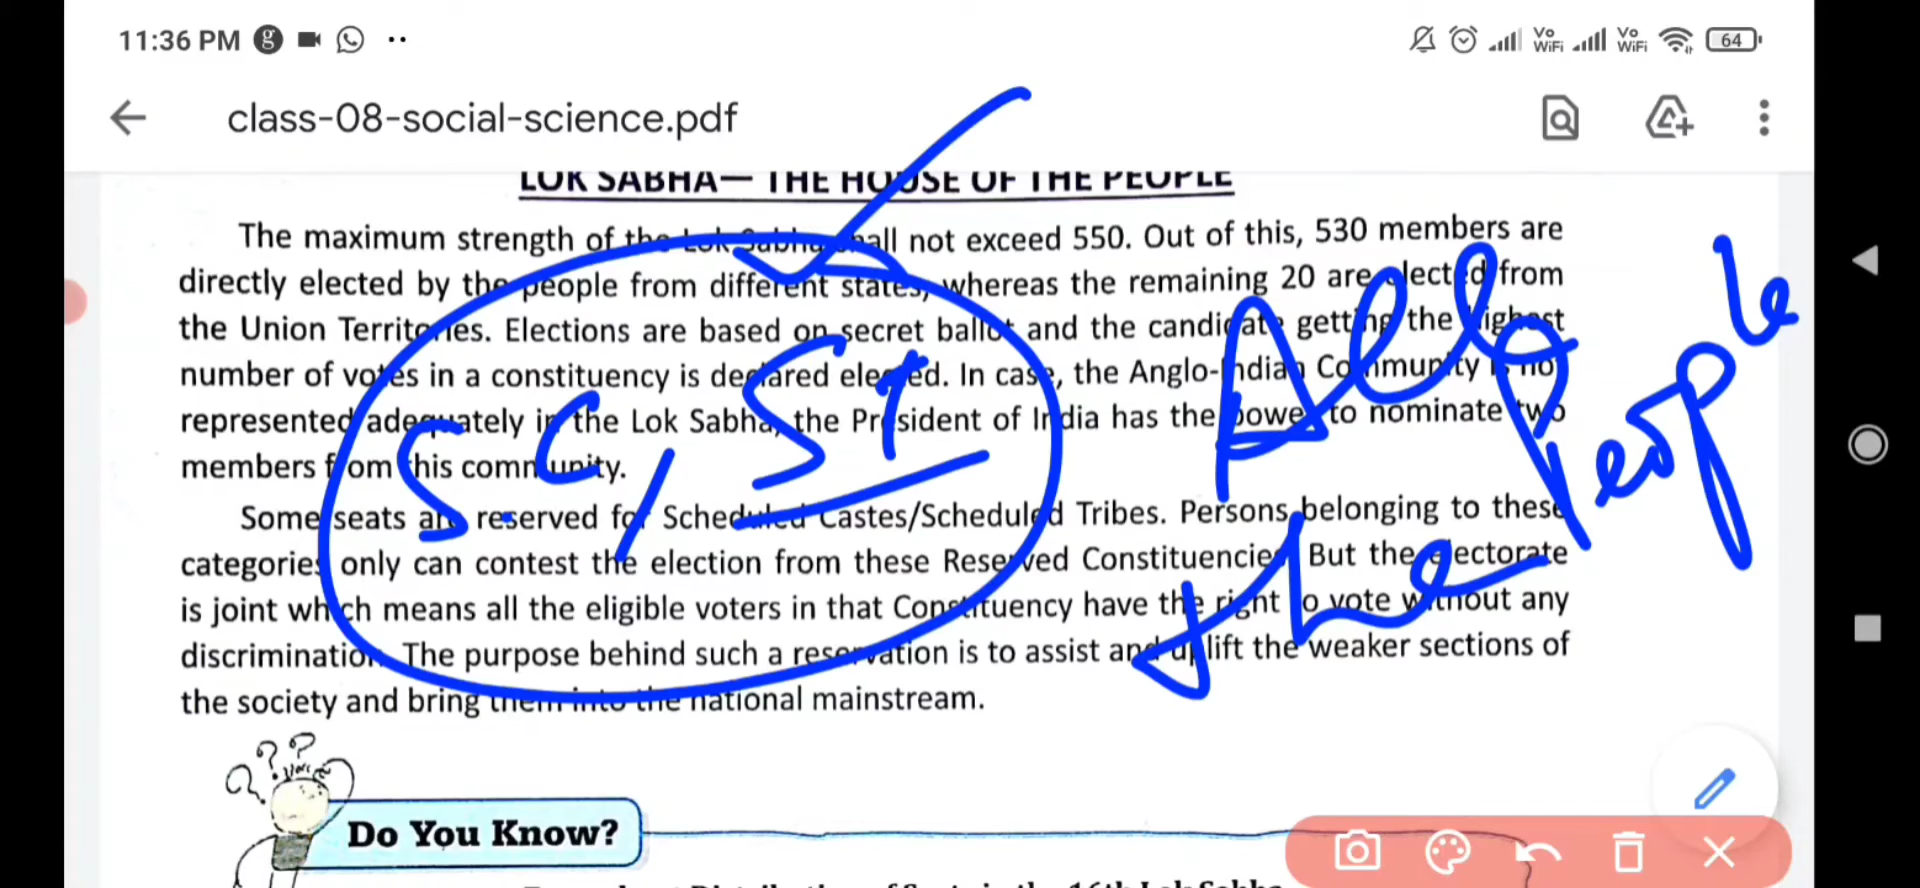 11:36 PM
Vo WiFi
Vo WiFi
64
class-08-social-science.pdf
LOK SABHA— THE HOUSE OF THE PEOPLE
The maximum strength of the Lok Sabha shall not exceed 550. Out of this, 530 members are
directly elected by the people from different states, whereas the remaining 20 are elected from
the Union Territories. Elections are based on secret ballot and the candidate getting the highest
number of votes in a constituency is declared elected. In case, the Anglo-Indian Community is not
represented adequately in the Lok Sabha, the President of India has the power to nominate two
members from this community.
Some seats are reserved for Scheduled Castes/Scheduled Tribes. Persons belonging to these
categories only can contest the election from these Reserved Constituencies. But the electorate
is joint which means all the eligible voters in that Constituency have the right to vote without any
discrimination. The purpose behind such a reservation is to assist and uplift the weaker sections of
the society and bring them into the national mainstream.
SC, St
All
the People
Do You Know?